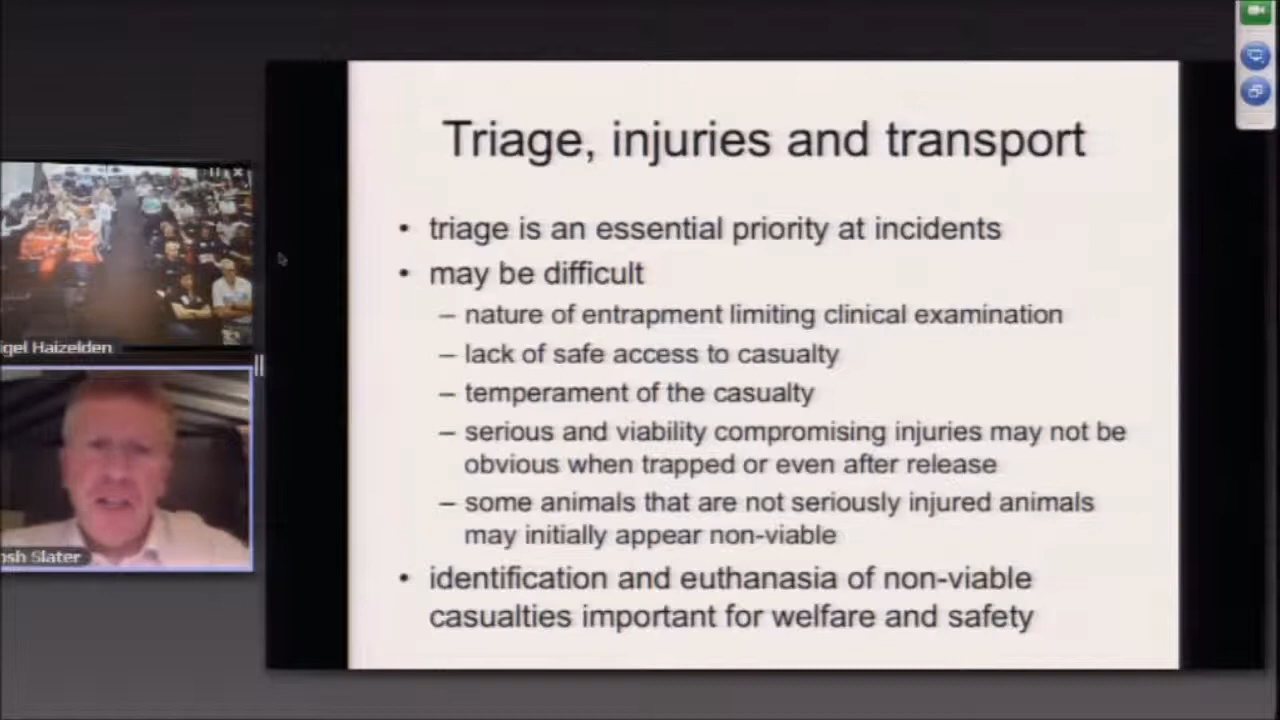 Triage, injuries and transport
• triage is an essential priority at incidents
• may be difficult
– nature of entrapment limiting clinical examination
– lack of safe access to casualty
– temperament of the casualty
– serious and viability compromising injuries may not be
obvious when trapped or even after release
– some animals that are not seriously injured animals
may initially appear non-viable
• identification and euthanasia of non-viable
casualties important for welfare and safety
igel Haizelden
osh Slater